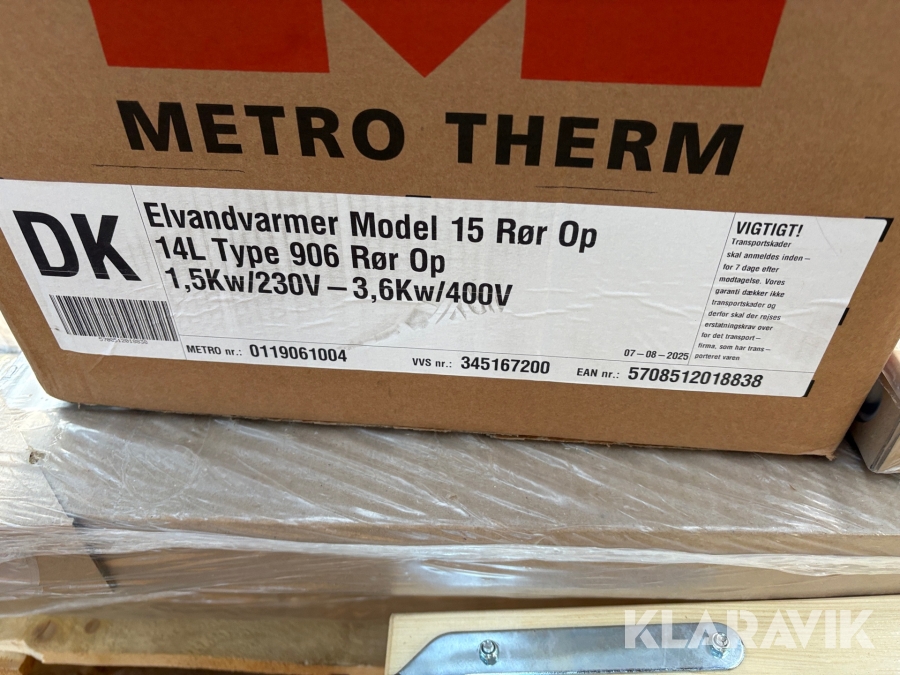 METRO THERM
DK
Elvandvarmer Model 15 Rør Op
14L Type 906 Rør Op
1,5Kw/230V – 3,6Kw/400V
5708512018838
METRO nr.: 0119061004
VVS nr.: 345167200
07–08–2025
EAN nr.: 5708512018838
VIGTIGT!
Transportskader
skal anmeldes inden–
for 7 dage efter
modtagelse. Vores
garanti dækker ikke
transportskader og
derfor skal der rejses
erstatningskrav over
for det transport–
firma, som har trans–
porteret varen
KLARAVIK